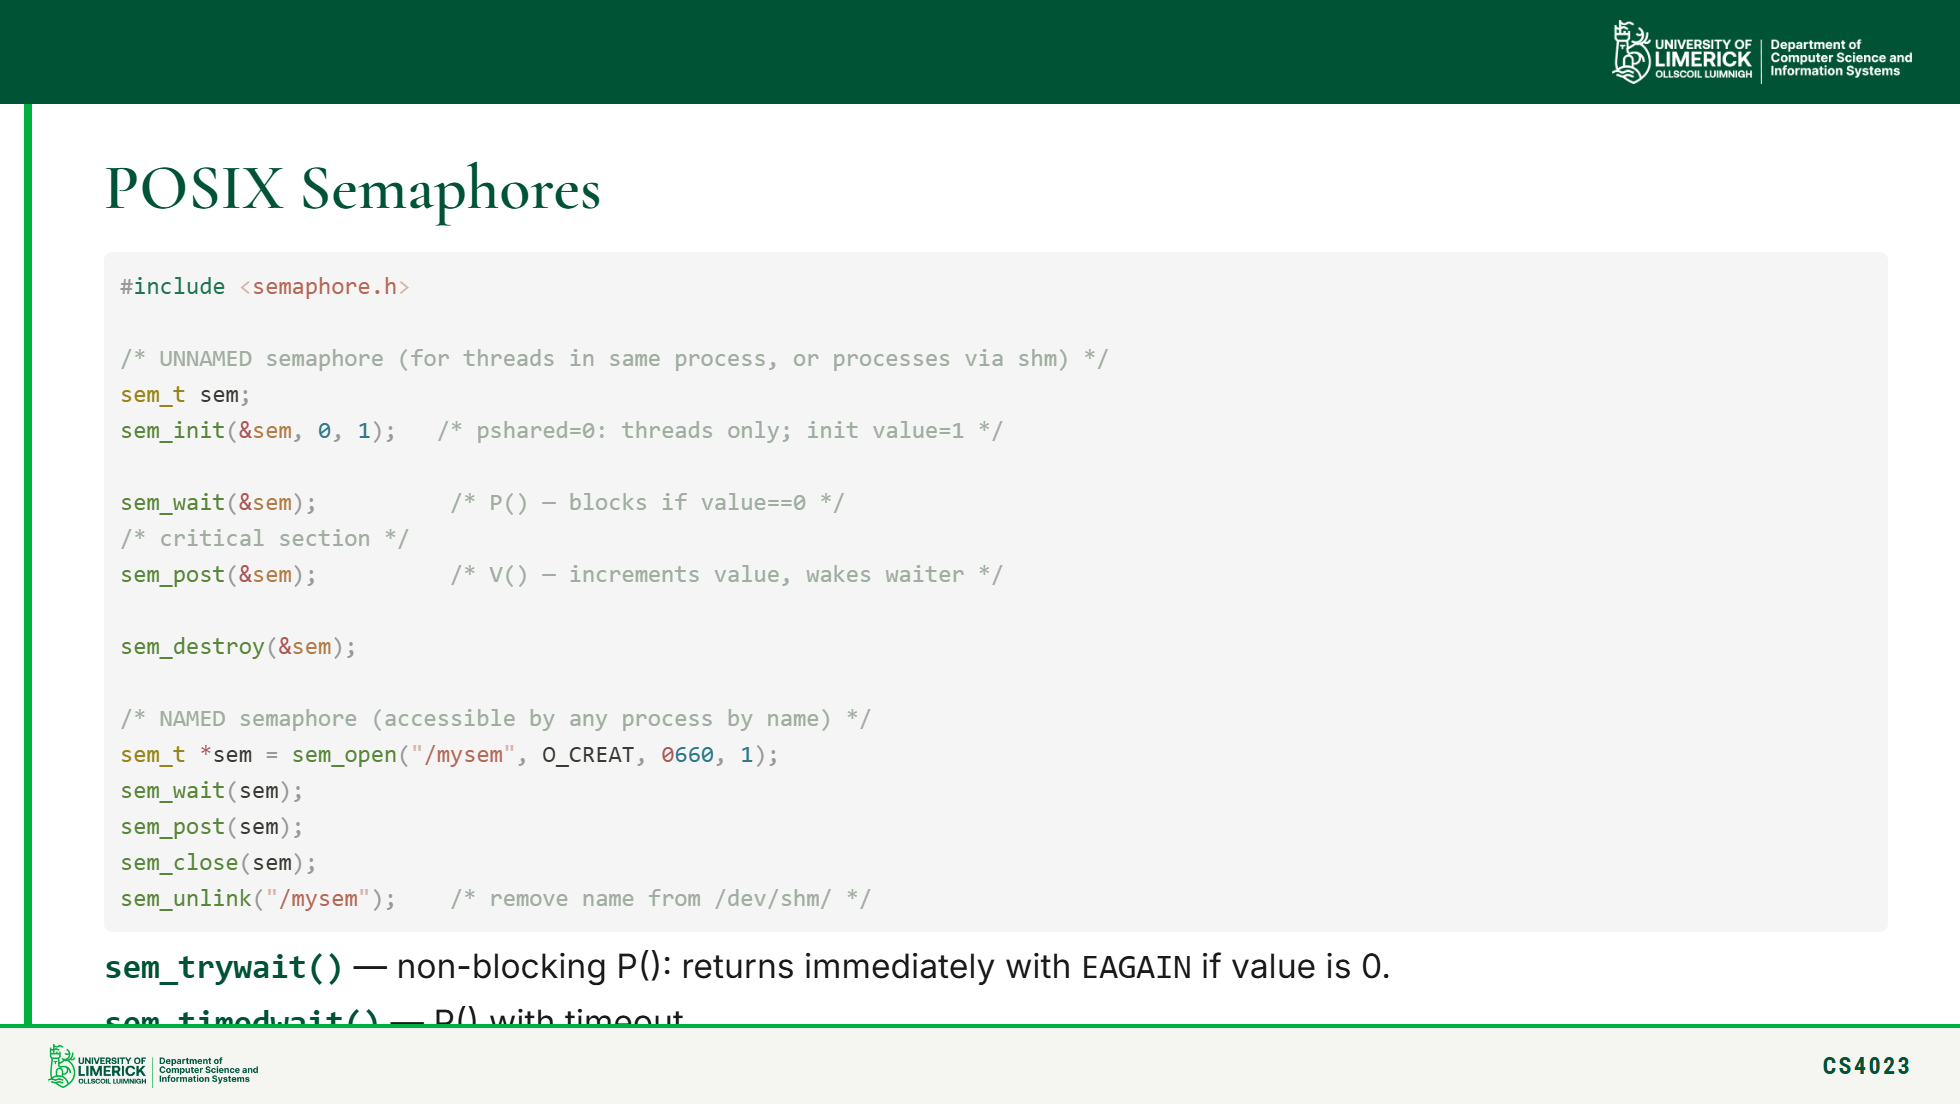 UNIVERSITY OF
LIMERICK
OLLSCOIL LUIMNIGH
Department of
Computer Science and
Information Systems
POSIX Semaphores
#include <semaphore.h>
/* UNNAMED semaphore (for threads in same process, or processes via shm) */
sem_t sem;
sem_init(&sem, 0, 1);   /* pshared=0: threads only; init value=1 */
sem_wait(&sem);          /* P() — blocks if value==0 */
/* critical section */
sem_post(&sem);          /* V() — increments value, wakes waiter */
sem_destroy(&sem);
/* NAMED semaphore (accessible by any process by name) */
sem_t *sem = sem_open("/mysem", O_CREAT, 0660, 1);
sem_wait(sem);
sem_post(sem);
sem_close(sem);
sem_unlink("/mysem");    /* remove name from /dev/shm/ */
sem_trywait() — non-blocking P(): returns immediately with EAGAIN if value is 0.
sem_timedwait() — P() with timeout
UNIVERSITY OF
LIMERICK
OLLSCOIL LUIMNIGH
Department of
Computer Science and
Information Systems
CS4023